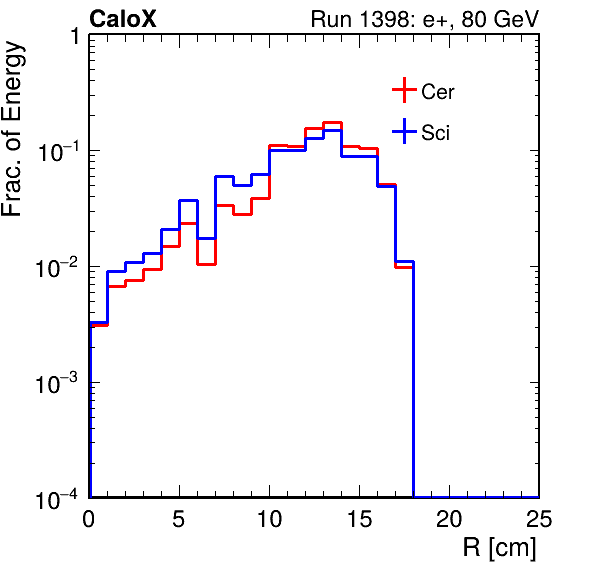 CaloX Run 1398: e+, 80 GeV
Frac. of Energy
1
10⁻¹
10⁻²
10⁻³
10⁻⁴
Cer
Sci
0 5 10 15 20 25
R [cm]